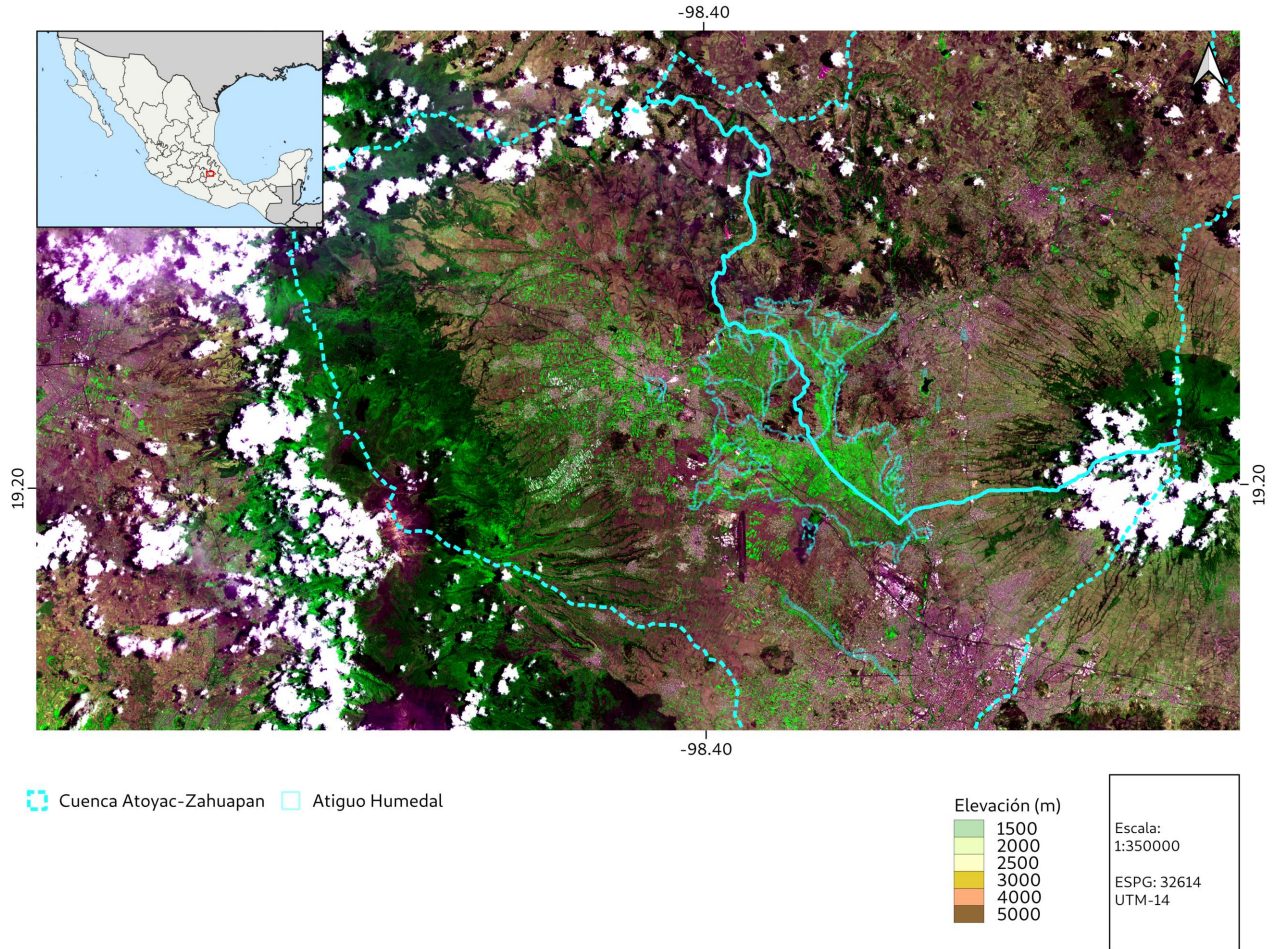 -98.40
19.20
19.20
-98.40
Cuenca Atoyac-Zahuapan
Atiguo Humedal
Elevación (m)
1500
2000
2500
3000
4000
5000
Escala:
1:350000
ESPG: 32614
UTM-14